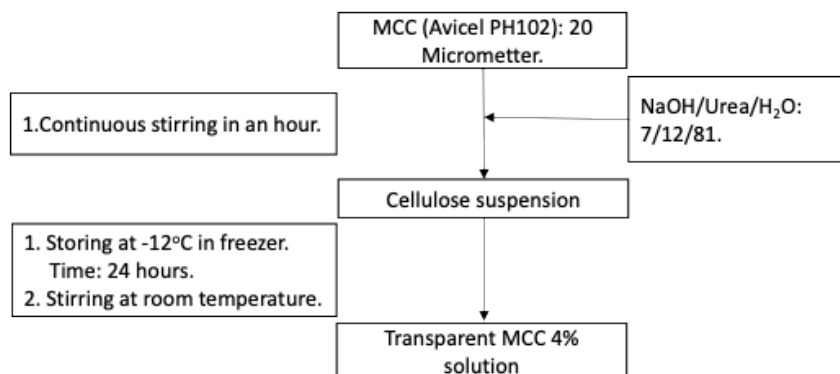 MCC (Avicel PH102): 20
Micrometter.
1.Continuous stirring in an hour.
NaOH/Urea/H₂O:
7/12/81.
Cellulose suspension
1. Storing at -12°C in freezer.
Time: 24 hours.
2. Stirring at room temperature.
Transparent MCC 4%
solution